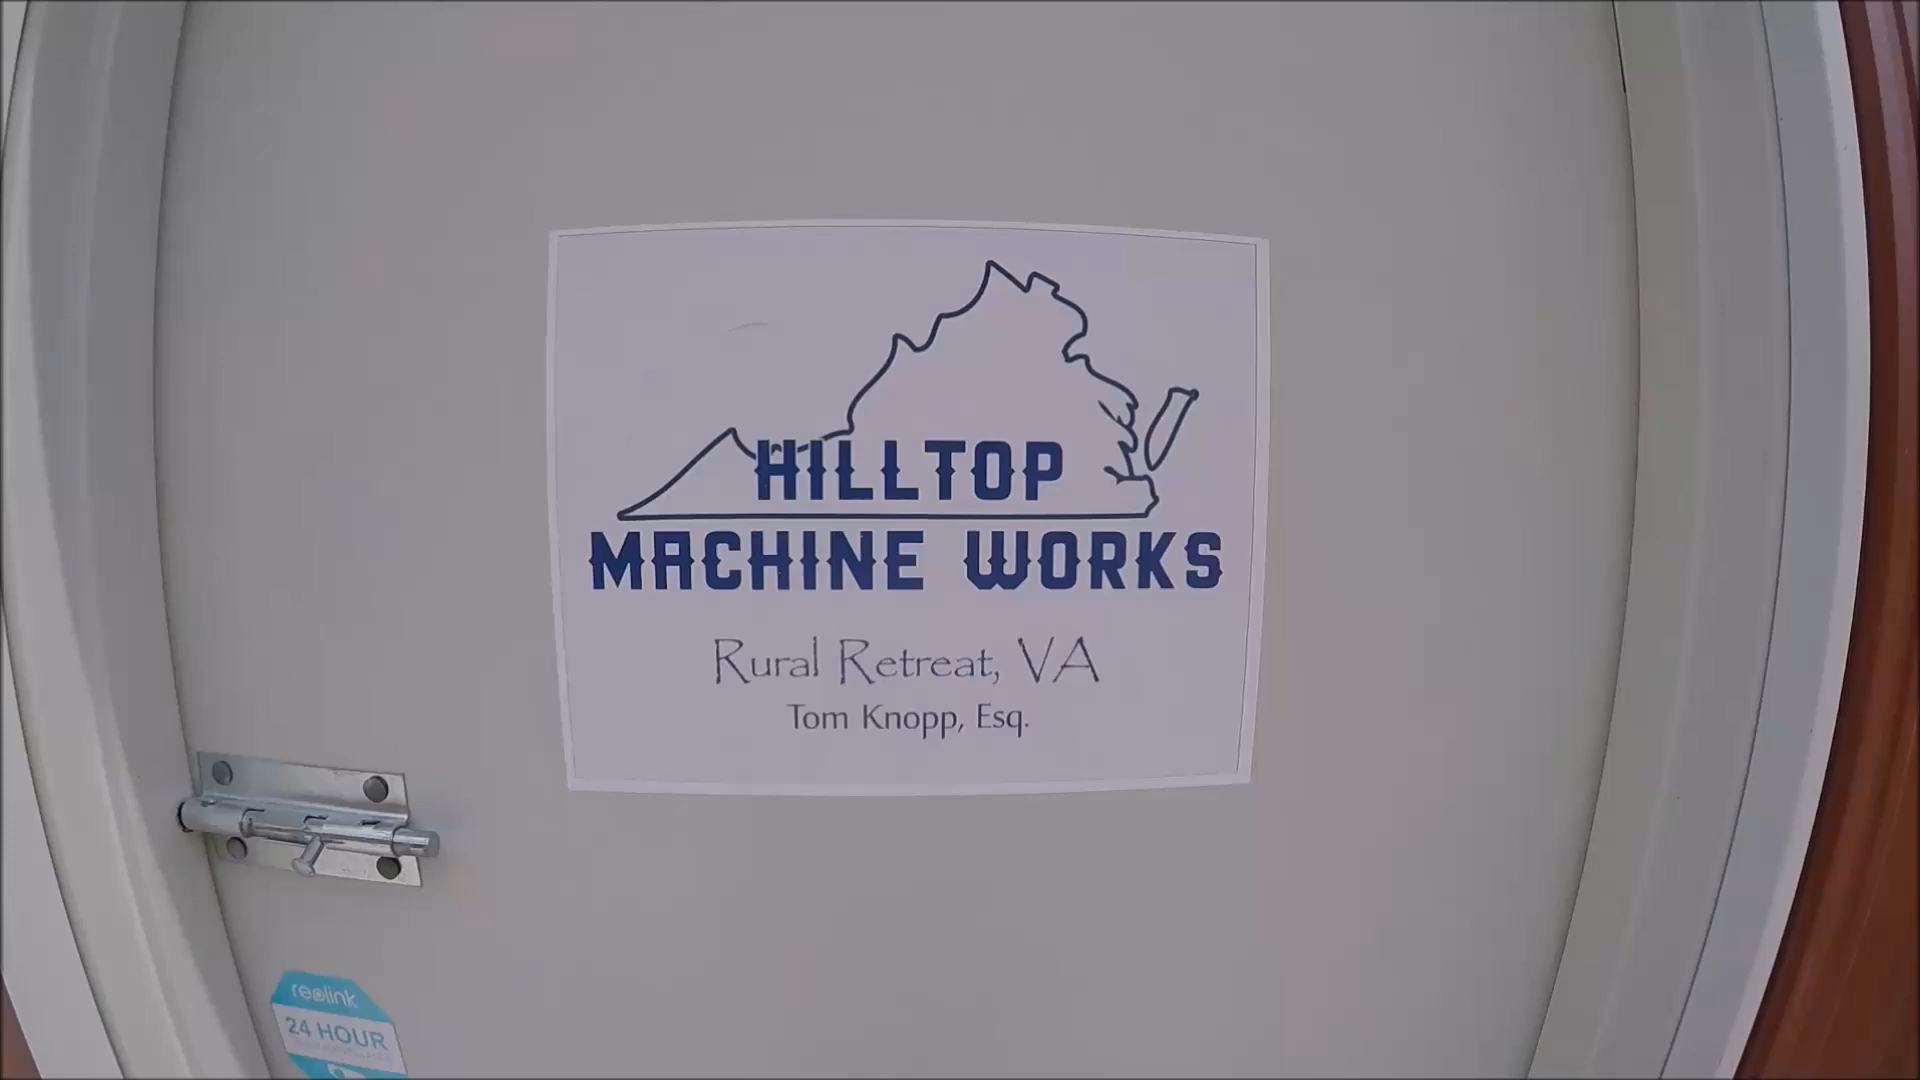 HILLTOP
MACHINE WORKS
Rural Retreat, VA
Tom Knopp, Esq.
reolink
24 HOUR